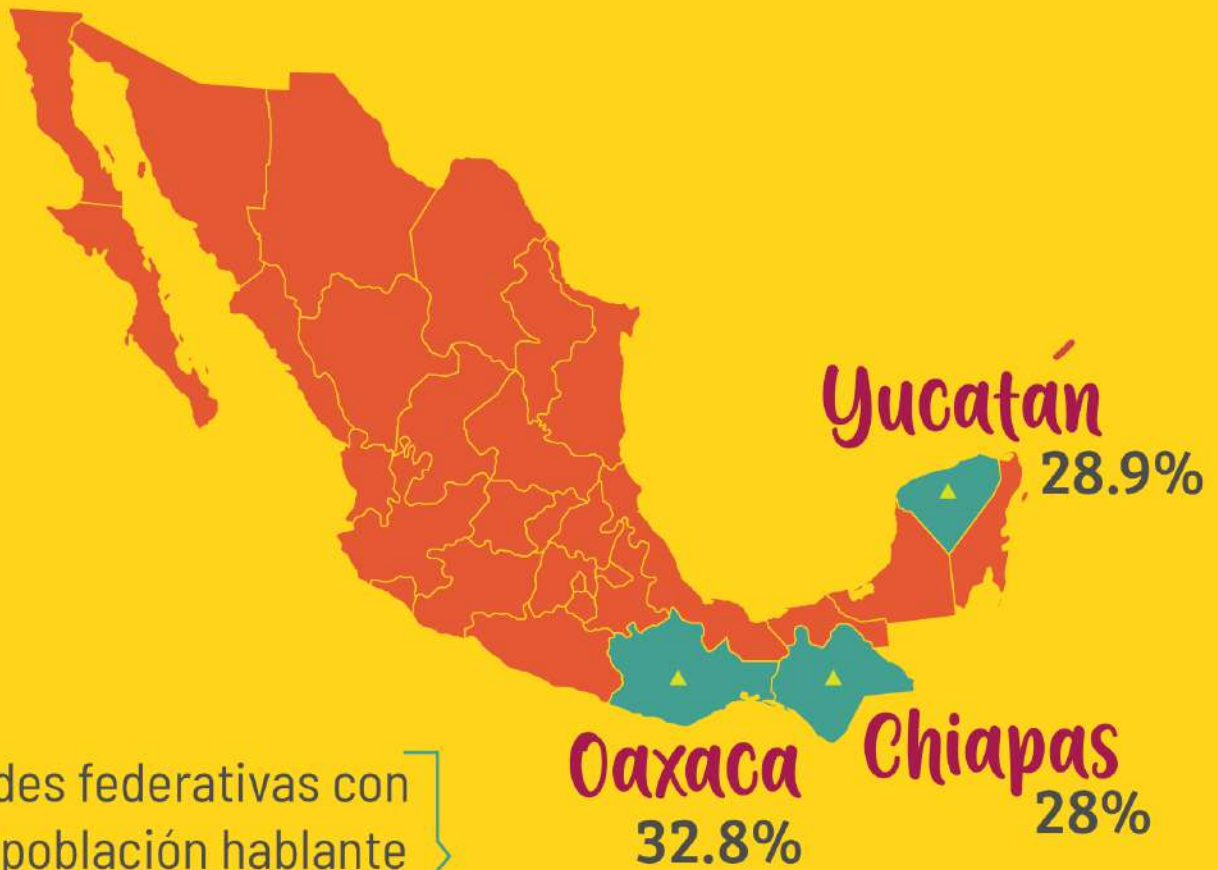 Yucatán
28.9%
Oaxaca
32.8%
Chiapas
28%
des federativas con
población hablante